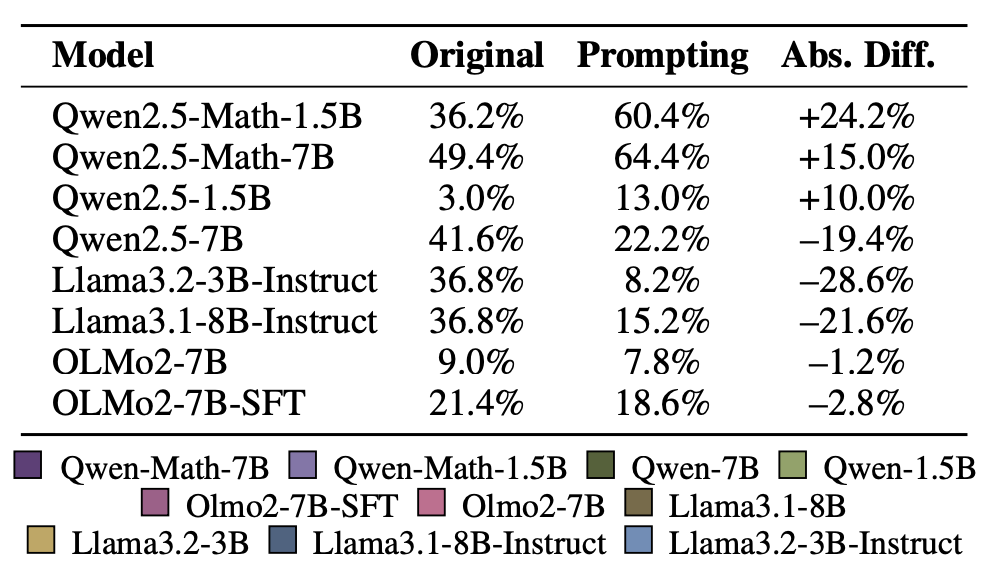 Model Original Prompting Abs. Diff.
Qwen2.5-Math-1.5B 36.2% 60.4% +24.2%
Qwen2.5-Math-7B 49.4% 64.4% +15.0%
Qwen2.5-1.5B 3.0% 13.0% +10.0%
Qwen2.5-7B 41.6% 22.2% –19.4%
Llama3.2-3B-Instruct 36.8% 8.2% –28.6%
Llama3.1-8B-Instruct 36.8% 15.2% –21.6%
OLMo2-7B 9.0% 7.8% –1.2%
OLMo2-7B-SFT 21.4% 18.6% –2.8%
Qwen-Math-7B Qwen-Math-1.5B Qwen-7B Qwen-1.5B
Olmo2-7B-SFT Olmo2-7B Llama3.1-8B
Llama3.2-3B Llama3.1-8B-Instruct Llama3.2-3B-Instruct